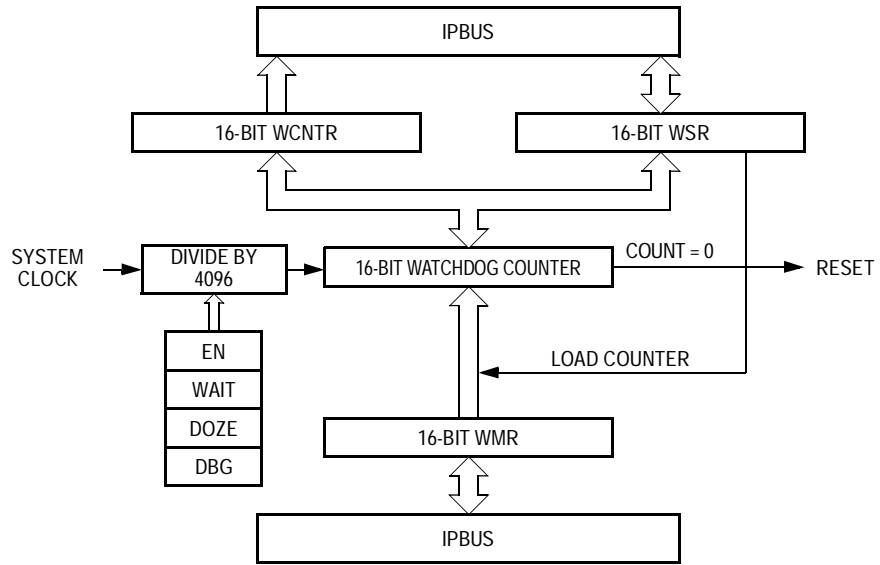 IPBUS
16-BIT WCNTR
16-BIT WSR
SYSTEM
CLOCK
DIVIDE BY
4096
16-BIT WATCHDOG COUNTER
COUNT = 0
RESET
EN
WAIT
DOZE
DBG
LOAD COUNTER
16-BIT WMR
IPBUS